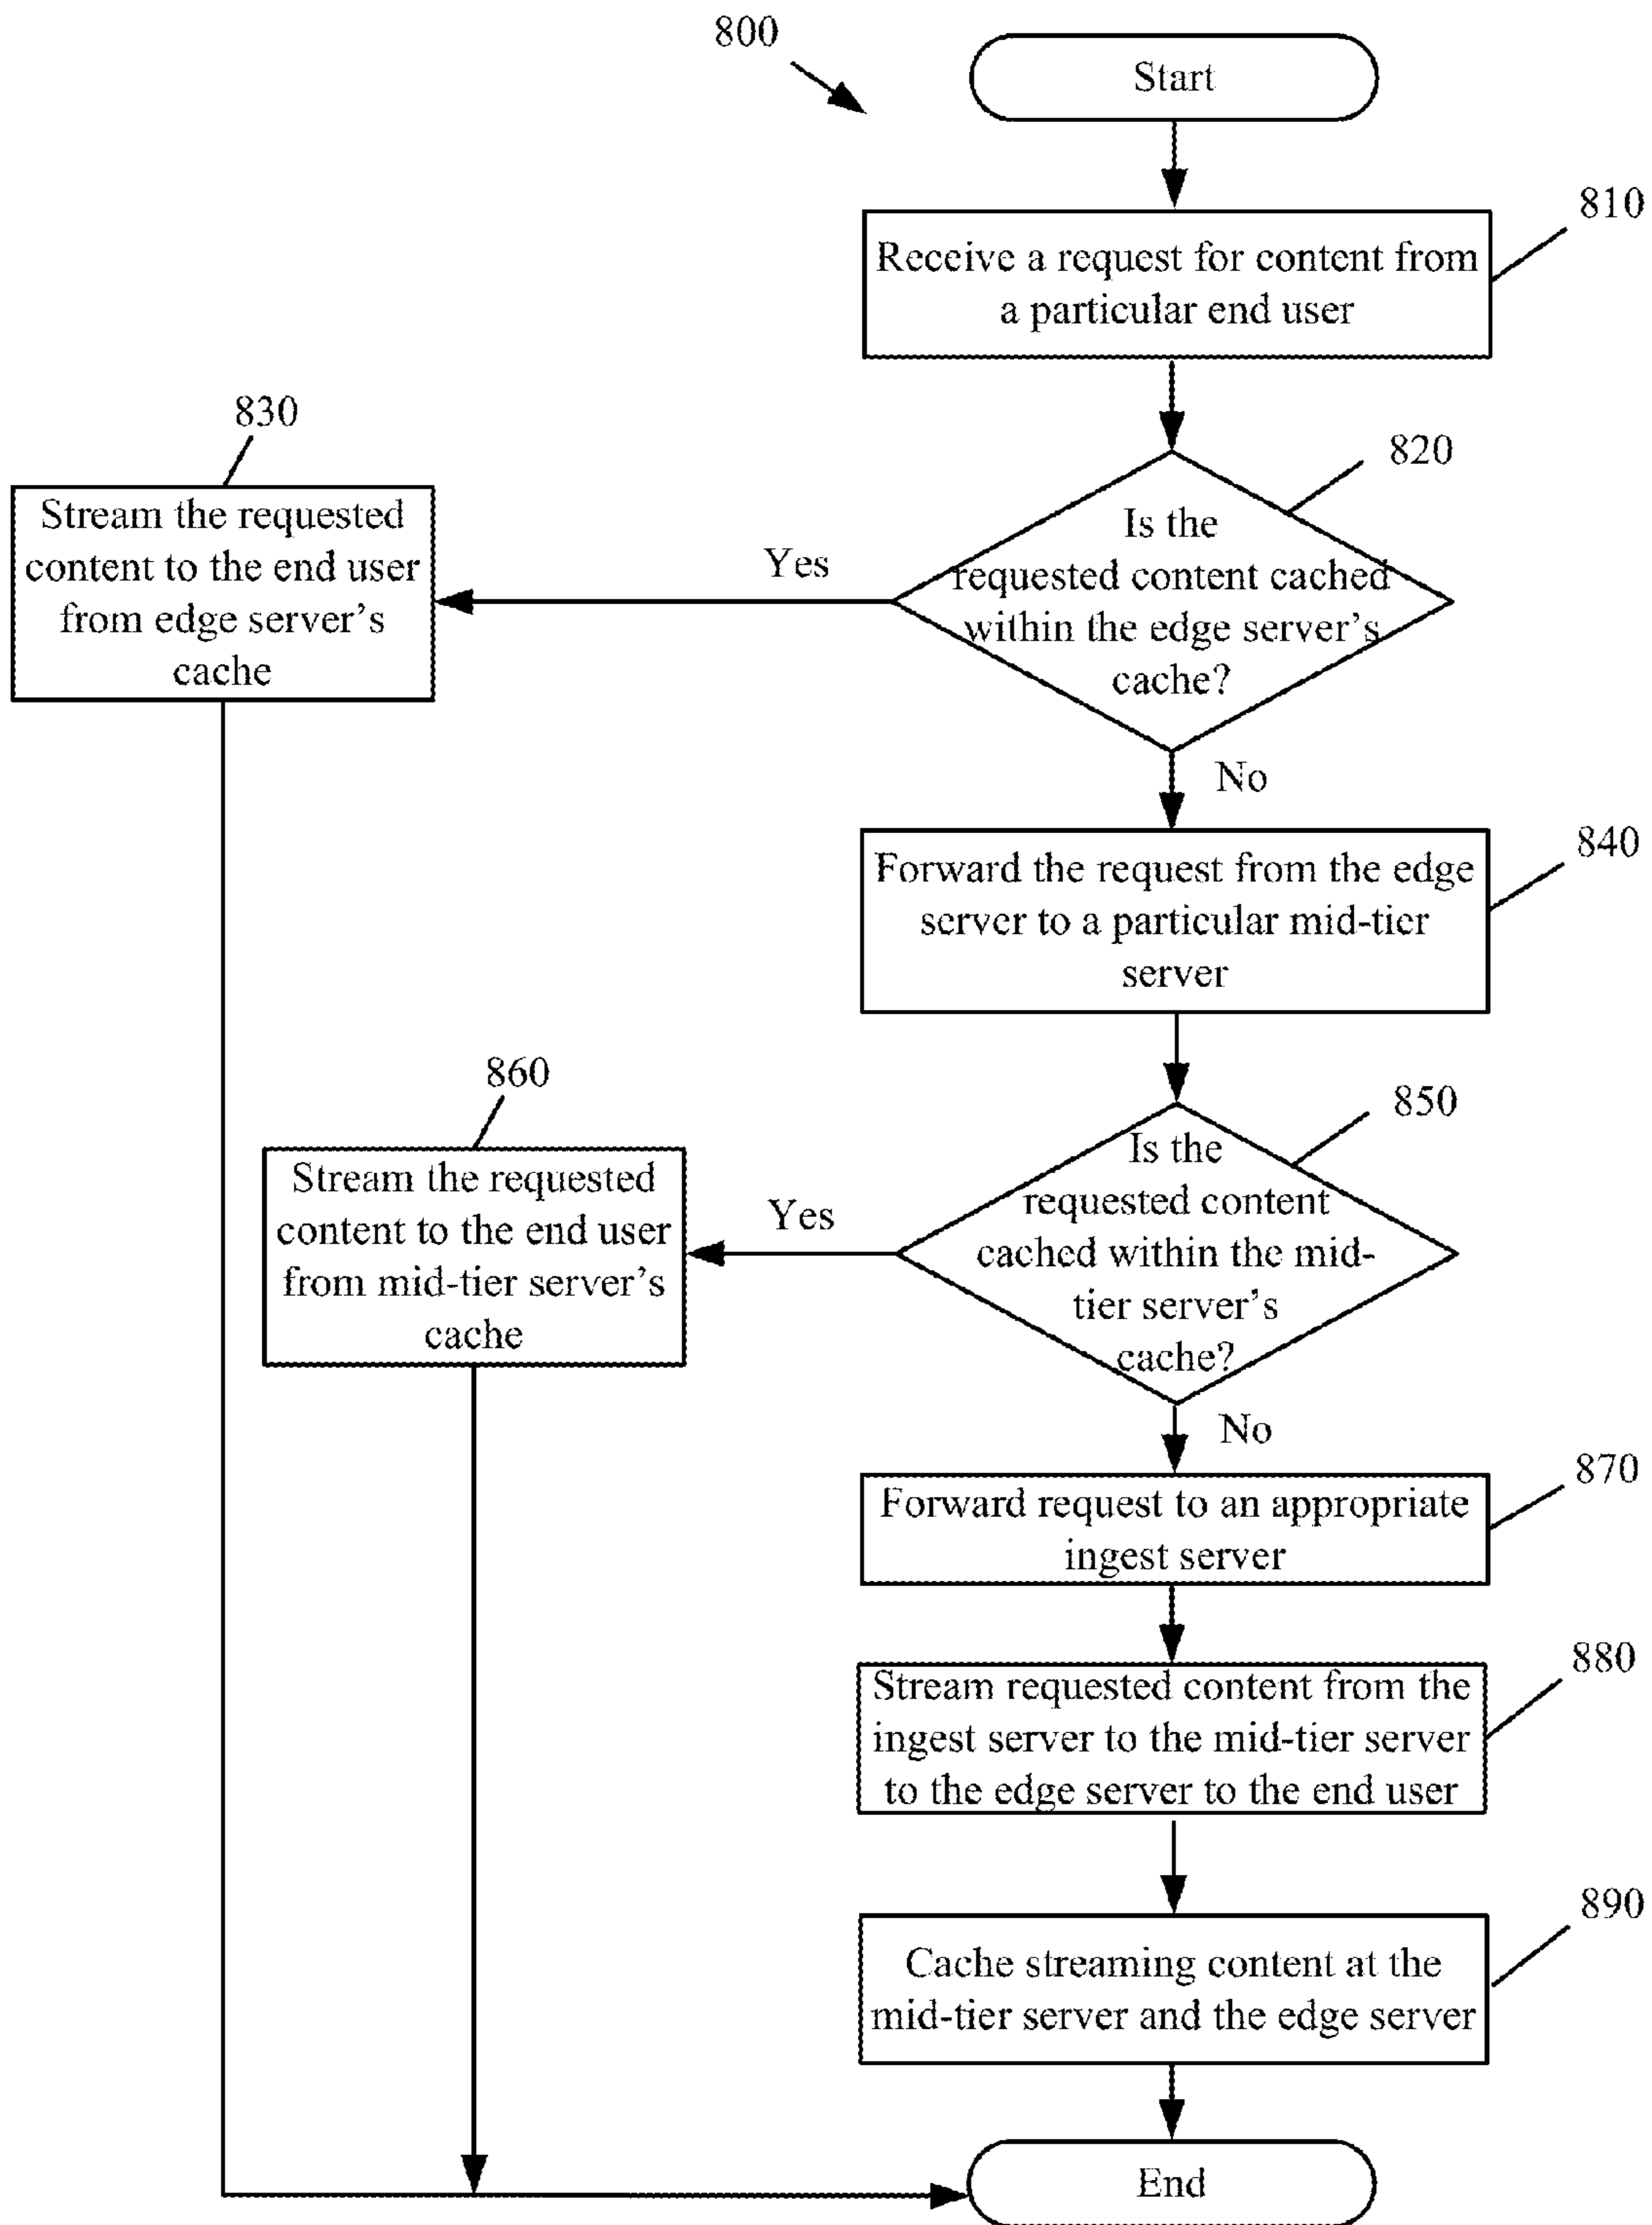 800
Start
810
Receive a request for content from
a particular end user
830
820
Stream the requested
content to the end user
from edge server's
cache
Yes
Is the
requested content cached
within the edge server's
cache?
No
840
Forward the request from the edge
server to a particular mid-tier
server
860
850
Stream the requested
content to the end user
from mid-tier server's
cache
Yes
Is the
requested content
cached within the mid-
tier server's
cache?
No
870
Forward request to an appropriate
ingest server
880
Stream requested content from the
ingest server to the mid-tier server
to the edge server to the end user
890
Cache streaming content at the
mid-tier server and the edge server
End